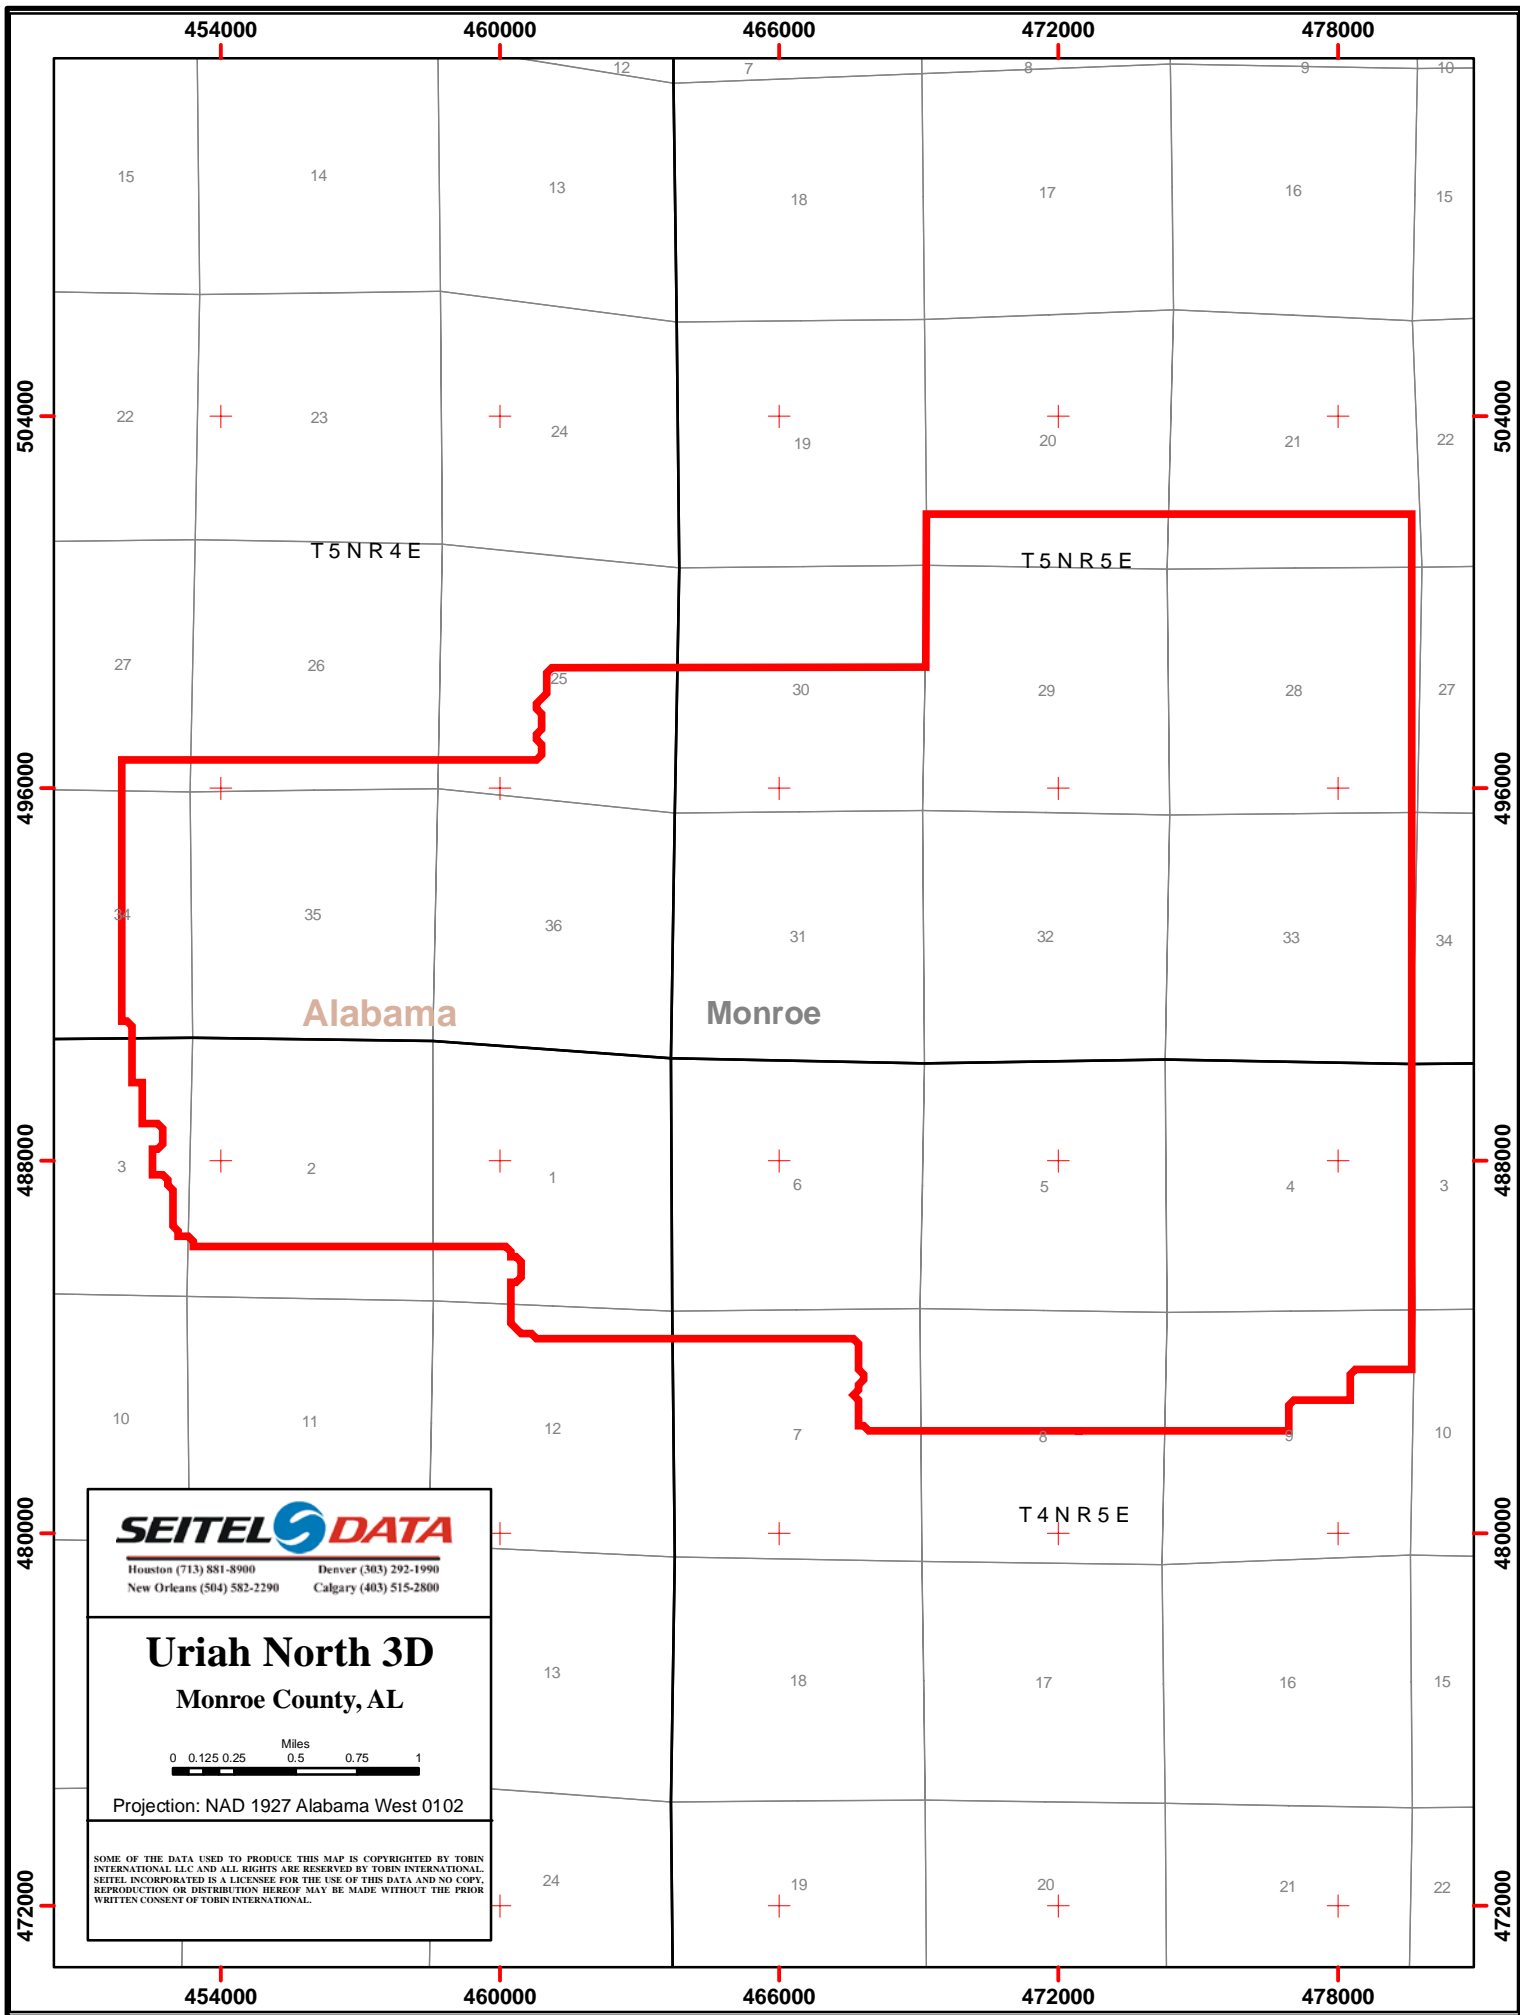 454000 460000 466000 472000 478000
12 7 8 9 10
15 14 13 18 17 16 15
504000 504000
22 23 24 19 20 21 22
T5NR4E T5NR5E
27 26 25 30 29 28 27
496000 496000
34 35 36 31 32 33 34
Alabama Monroe
488000 488000
3 2 1 6 5 4 3
10 11 12 7 8 9 10
T4NR5E
480000 480000
SEITEL DATA
Houston (713) 881-8900 Denver (303) 292-1990
New Orleans (504) 582-2290 Calgary (403) 515-2800
Uriah North 3D
13 18 17 16 15
Monroe County, AL
Miles
0 0.125 0.25 0.5 0.75 1
Projection: NAD 1927 Alabama West 0102
SOME OF THE DATA USED TO PRODUCE THIS MAP IS COPYRIGHTED BY TOBIN
INTERNATIONAL LLC AND ALL RIGHTS ARE RESERVED BY TOBIN INTERNATIONAL.
SEITEL INCORPORATED IS A LICENSEE FOR THE USE OF THIS DATA AND NO COPY,
REPRODUCTION OR DISTRIBUTION HEREOF MAY BE MADE WITHOUT THE PRIOR
WRITTEN CONSENT OF TOBIN INTERNATIONAL.
24 19 20 21 22
472000 472000
454000 460000 466000 472000 478000